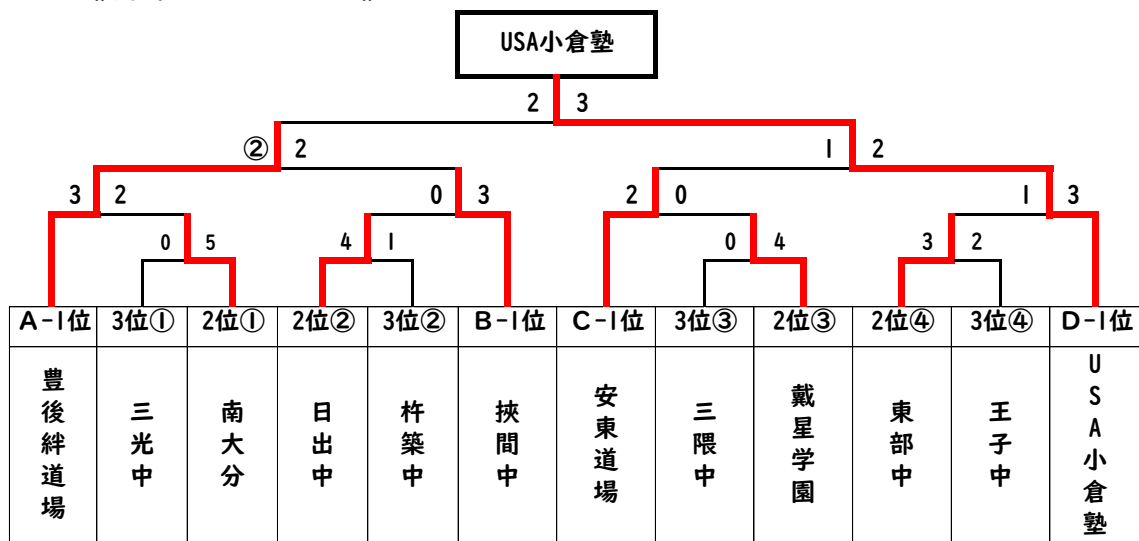 USA小倉塾
2 3
② 2 1 2
3 2 0 3 2 0 1 3
0 5 4 1 0 4 3 2
A-1位 3位① 2位① 2位② 3位② B-1位 C-1位 3位③ 2位③ 2位④ 3位④ D-1位
豊後絆道場
三光中
南大分
日出中
杵築中
挾間中
安東道場
三隈中
戴星学園
東部中
王子中
USA小倉塾